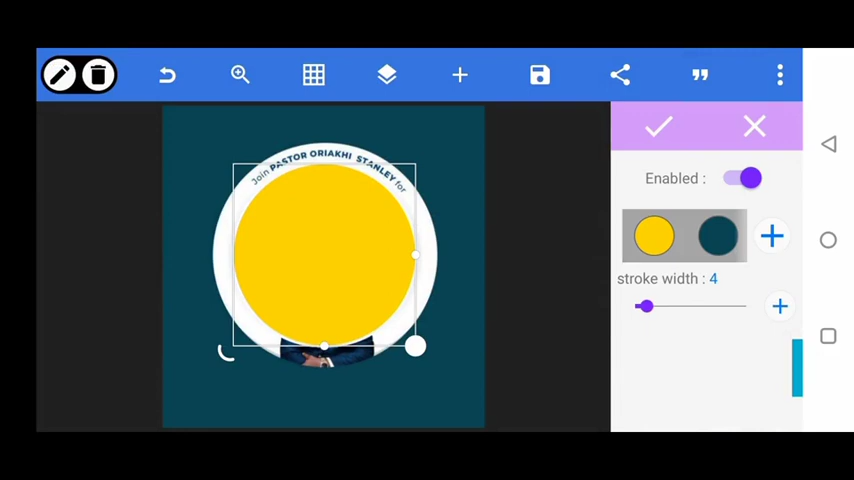 Join PASTOR ORIAKHI STANLEY for
Enabled :
stroke width : 4